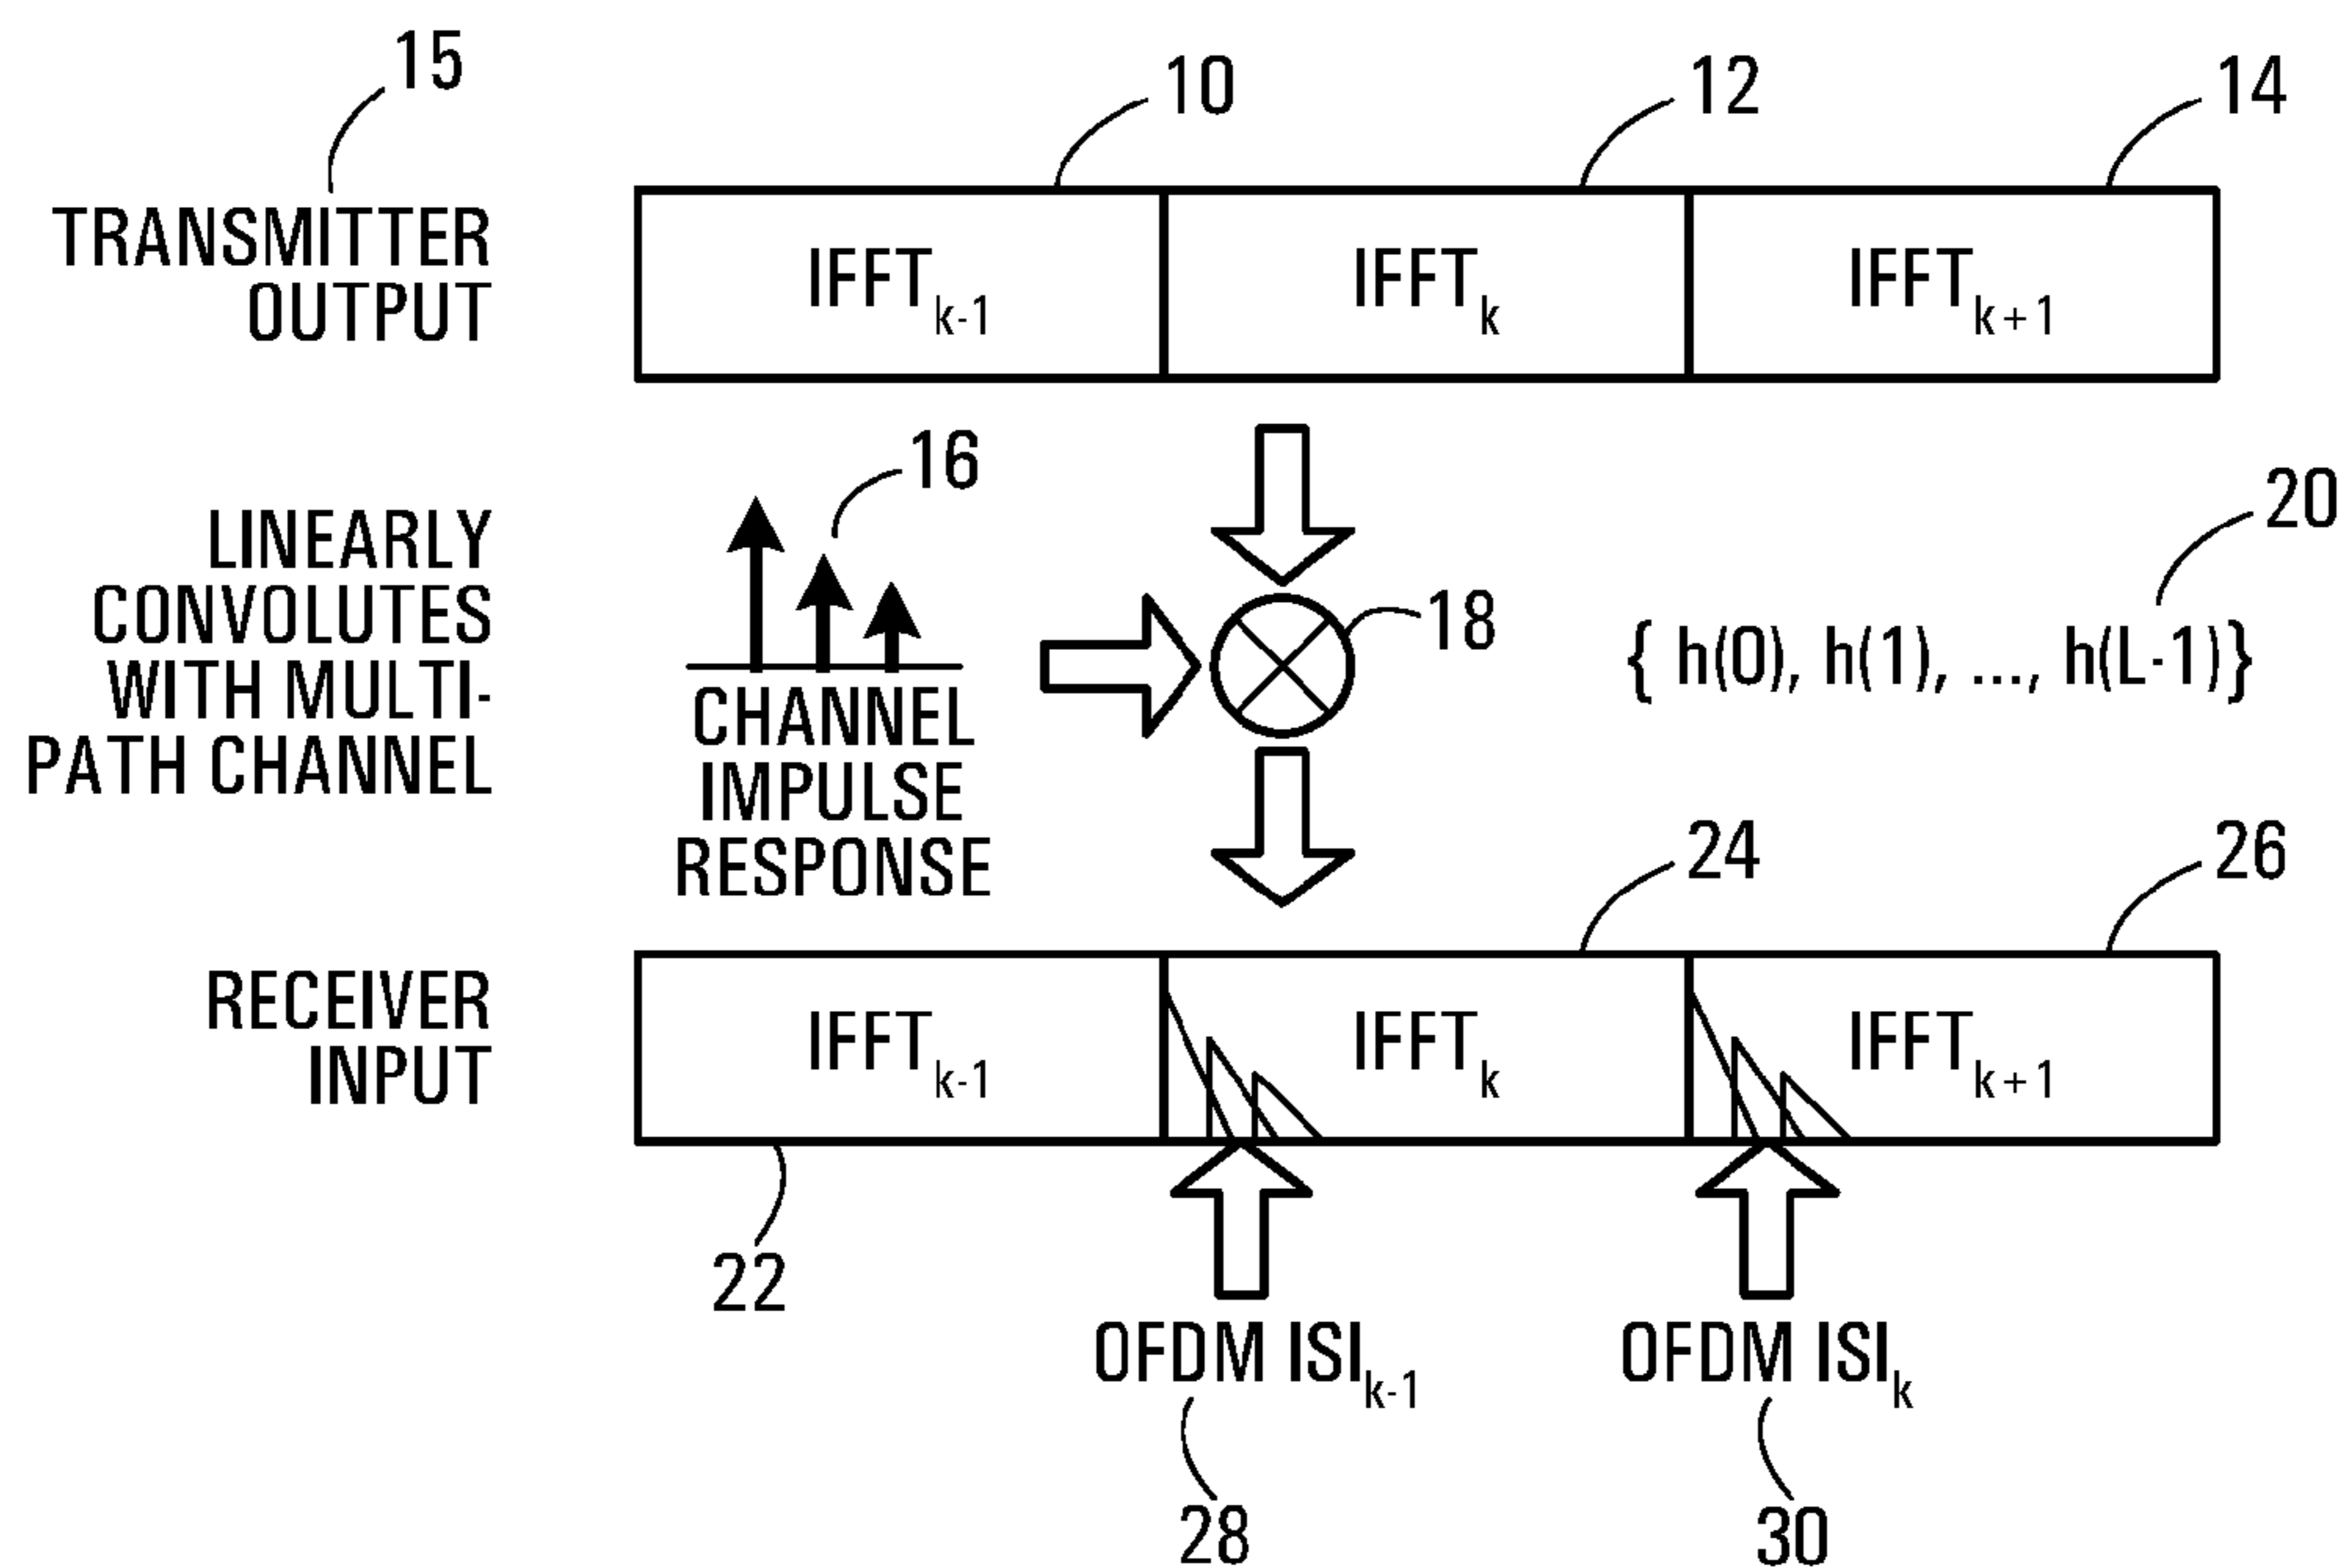 15
10
12
14
TRANSMITTER
OUTPUT
IFFTk-1
IFFTk
IFFTk+1
16
20
LINEARLY
CONVOLUTES
WITH MULTI-
PATH CHANNEL
18
{ h(0), h(1), ..., h(L-1)}
CHANNEL
IMPULSE
RESPONSE
24
26
RECEIVER
INPUT
IFFTk-1
IFFTk
IFFTk+1
22
OFDM ISIk-1
OFDM ISIk
28
30